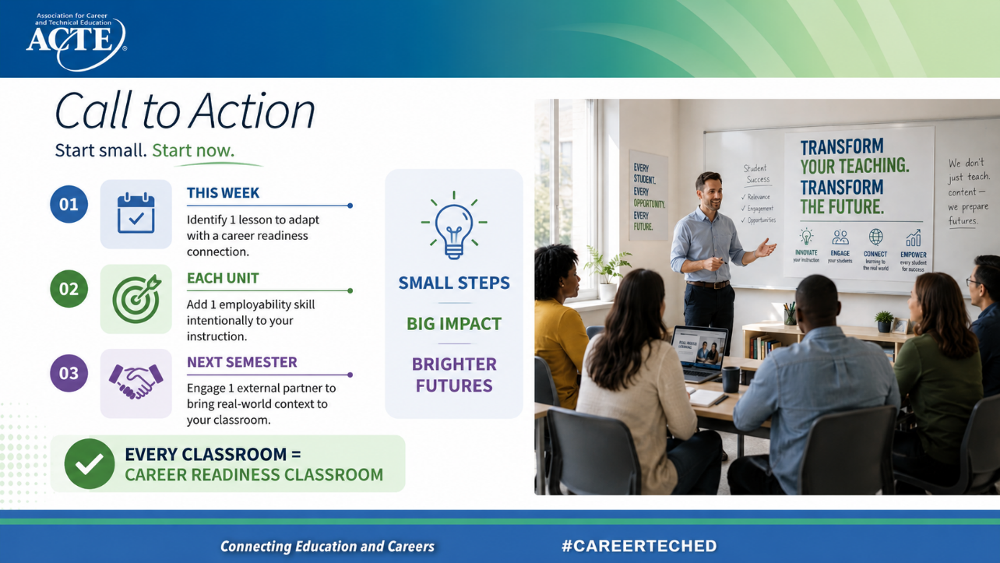 Association for Career
and Technical Education
ACTE®
Call to Action
Start small. Start now.
01
THIS WEEK
Identify 1 lesson to adapt
with a career readiness
connection.
02
EACH UNIT
Add 1 employability skill
intentionally to your
instruction.
03
NEXT SEMESTER
Engage 1 external partner to
bring real-world context to
your classroom.
SMALL STEPS
BIG IMPACT
BRIGHTER
FUTURES
EVERY CLASSROOM =
CAREER READINESS CLASSROOM
EVERY
STUDENT.
EVERY
OPPORTUNITY.
EVERY
FUTURE.
Student
Success
✓ Relevance
✓ Engagement
✓ Opportunities
TRANSFORM
YOUR TEACHING.
TRANSFORM
THE FUTURE.
INNOVATE
your instruction
ENGAGE
your students
CONNECT
learning to
the real world
EMPOWER
every student
for success
We don't
just teach
content—
we prepare
futures.
REAL-WORLD
LEARNING
Connecting Education and Careers
#CAREERTECHED